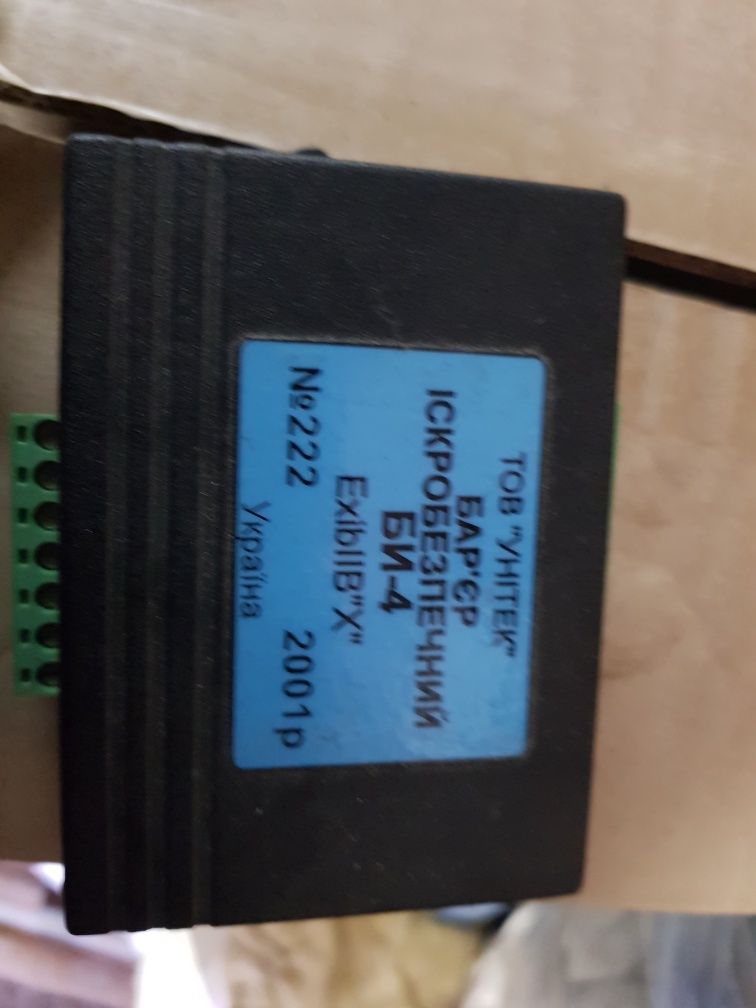 ТОВ "УНІТЕК"
БАР'ЄР
ІСКРОБЕЗПЕЧНИЙ
БИ-4
ExibIIB"X"
№222 2001р
Україна